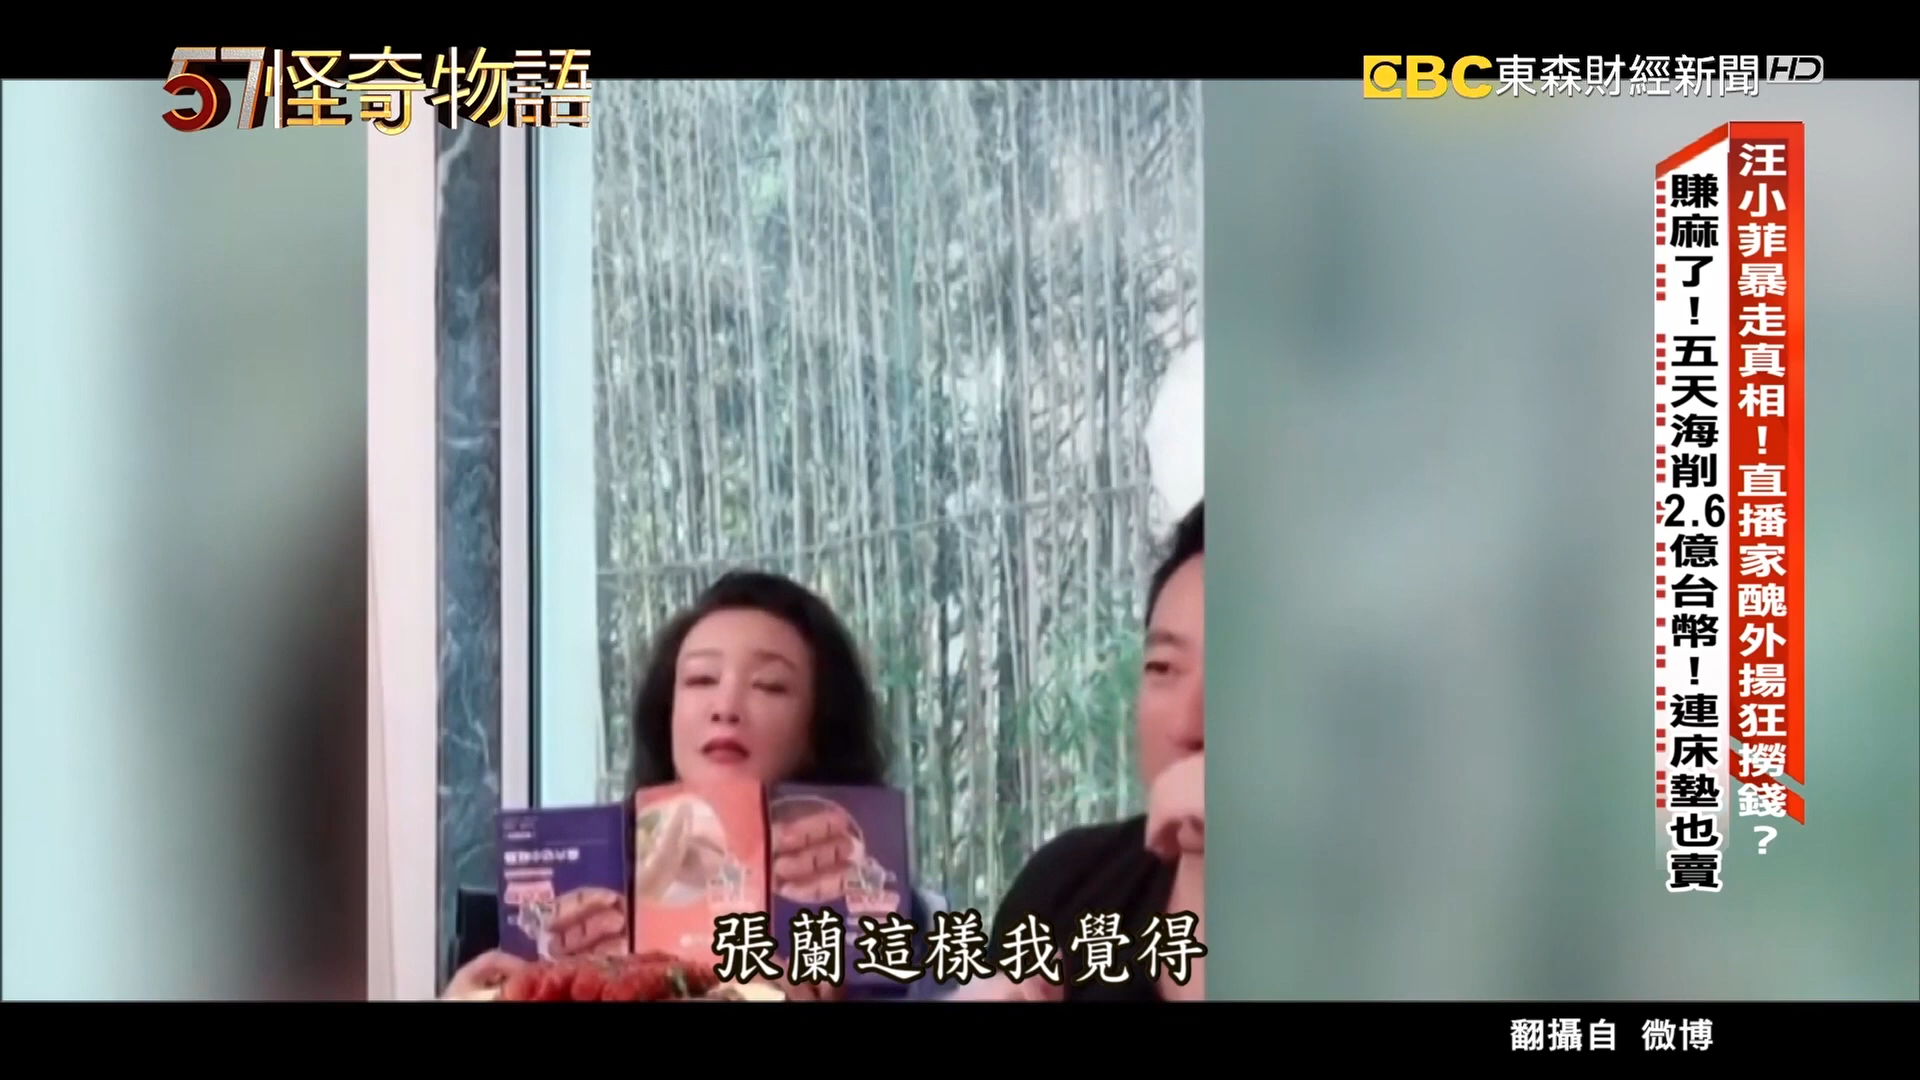 57怪奇物語
EBC東森財經新聞HD
汪小菲暴走真相!直播家醜外揚狂撈錢?
賺麻了!五天海削2.6億台幣!連床墊也賣
張蘭這樣我覺得
翻攝自 微博